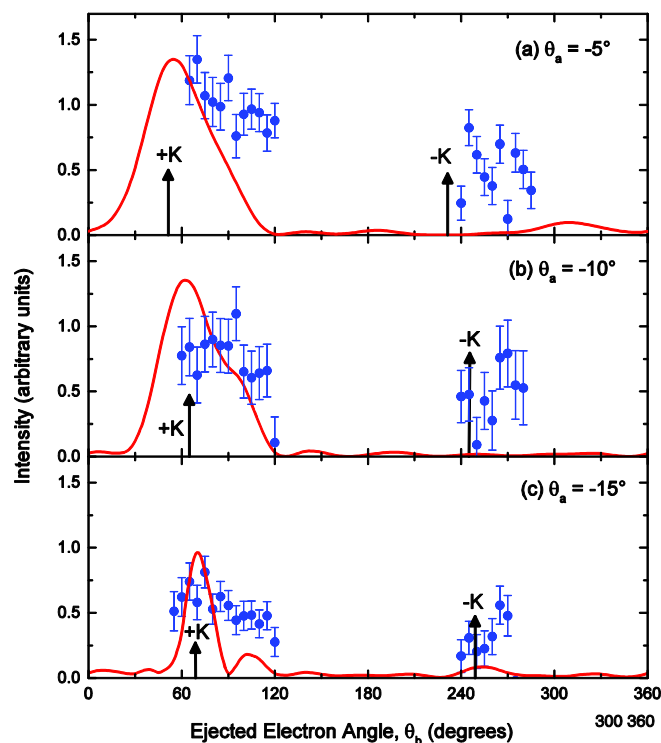 1.5
(a) θa = -5°
1.0
+K
-K
0.5
0.0
1.5
(b) θa = -10°
1.0
-K
0.5
+K
0.0
1.5
(c) θa = -15°
1.0
-K
0.5
+K
0.0
0 60 120 180 240 300 360
300 360
Intensity (arbitrary units)
Ejected Electron Angle, θb (degrees)